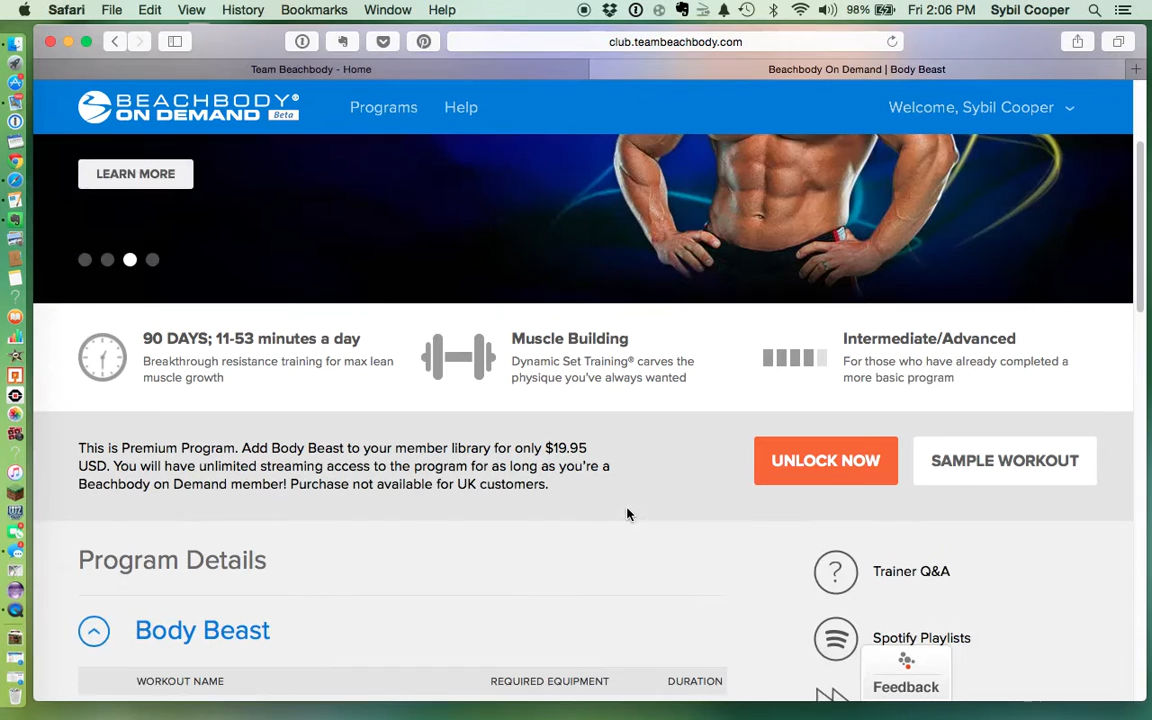 Safari File Edit View History Bookmarks Window Help 98% Fri 2:06 PM Sybil Cooper
club.teambeachbody.com
Team Beachbody - Home Beachbody On Demand | Body Beast
BEACHBODY®
ON DEMAND Beta
Programs Help Welcome, Sybil Cooper
LEARN MORE
90 DAYS; 11-53 minutes a day
Breakthrough resistance training for max lean
muscle growth
Muscle Building
Dynamic Set Training® carves the
physique you've always wanted
Intermediate/Advanced
For those who have already completed a
more basic program
This is Premium Program. Add Body Beast to your member library for only $19.95
USD. You will have unlimited streaming access to the program for as long as you're a
Beachbody on Demand member! Purchase not available for UK customers.
UNLOCK NOW SAMPLE WORKOUT
Program Details
Body Beast
WORKOUT NAME REQUIRED EQUIPMENT DURATION
Trainer Q&A
Spotify Playlists
Feedback